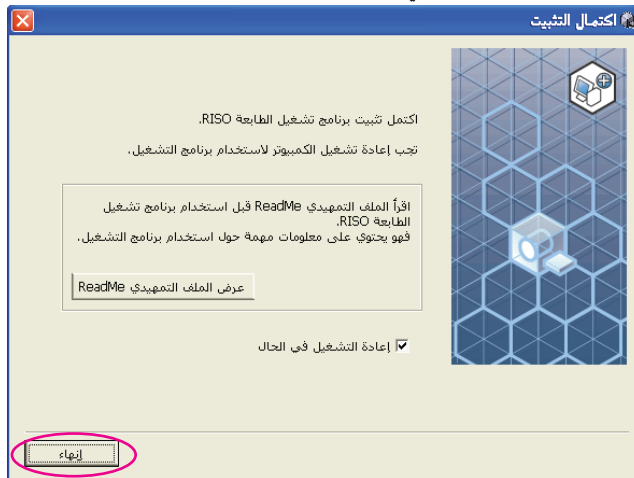 اكتمال التثبيت
اكتمل تثبيت برنامج تشغيل الطابعة RISO.
تجب إعادة تشغيل الكمبيوتر لاستخدام برنامج التشغيل.
اقرأ الملف التمهيدي ReadMe قبل استخدام برنامج تشغيل
الطابعة RISO.
فهو يحتوي على معلومات مهمة حول استخدام برنامج التشغيل.
عرض الملف التمهيدي ReadMe
إعادة التشغيل في الحال
إنهاء